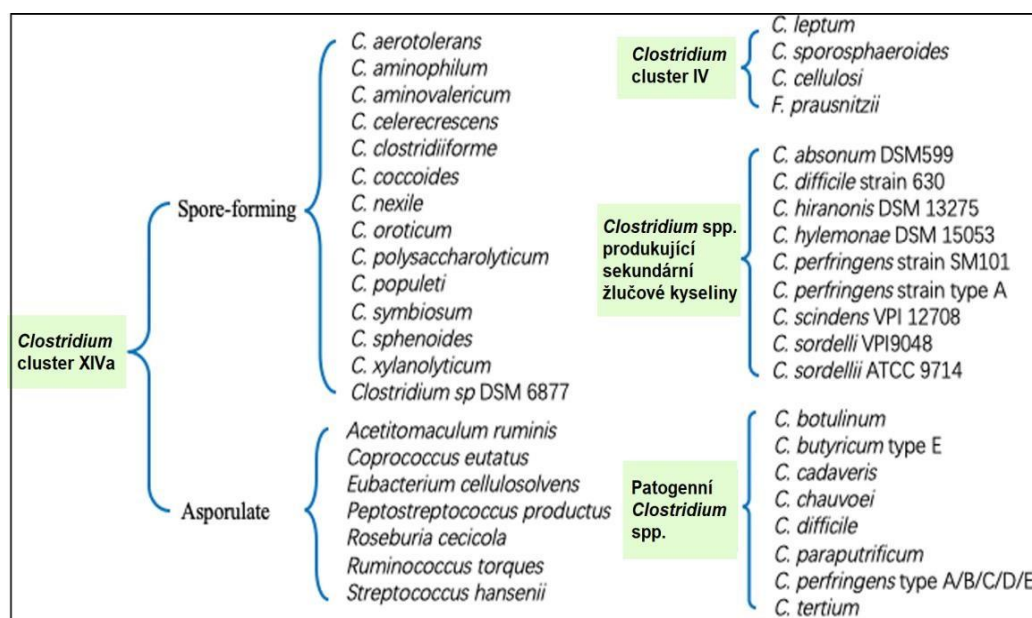 Clostridium
cluster XIVa
Spore-forming
C. aerotolerans
C. aminophilum
C. aminovalericum
C. celerecrescens
C. clostridiiforme
C. coccoides
C. nexile
C. oroticum
C. polysaccharolyticum
C. populeti
C. symbiosum
C. sphenoides
C. xylanolyticum
Clostridium sp DSM 6877
Asporulate
Acetitomaculum ruminis
Coprococcus eutatus
Eubacterium cellulosolvens
Peptostreptococcus productus
Roseburia cecicola
Ruminococcus torques
Streptococcus hansenii
Clostridium
cluster IV
C. leptum
C. sporosphaeroides
C. cellulosi
F. prausnitzii
Clostridium spp.
produkující
sekundární
žlučové kyseliny
C. absonum DSM599
C. difficile strain 630
C. hiranonis DSM 13275
C. hylemonae DSM 15053
C. perfringens strain SM101
C. perfringens strain type A
C. scindens VPI 12708
C. sordelli VPI9048
C. sordellii ATCC 9714
Patogenní
Clostridium
spp.
C. botulinum
C. butyricum type E
C. cadaveris
C. chauvoei
C. difficile
C. paraputrificum
C. perfringens type A/B/C/D/E
C. tertium